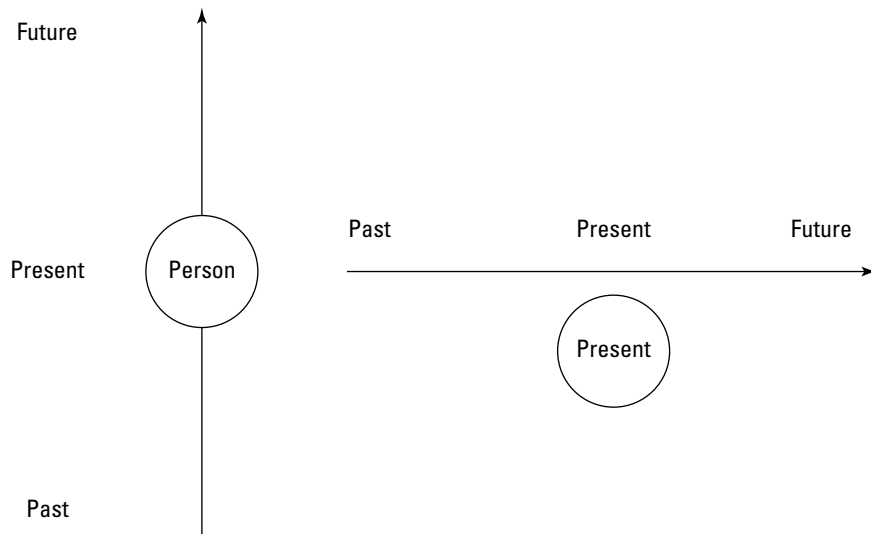 Future
Present
Person
Past
Past Present Future
Present